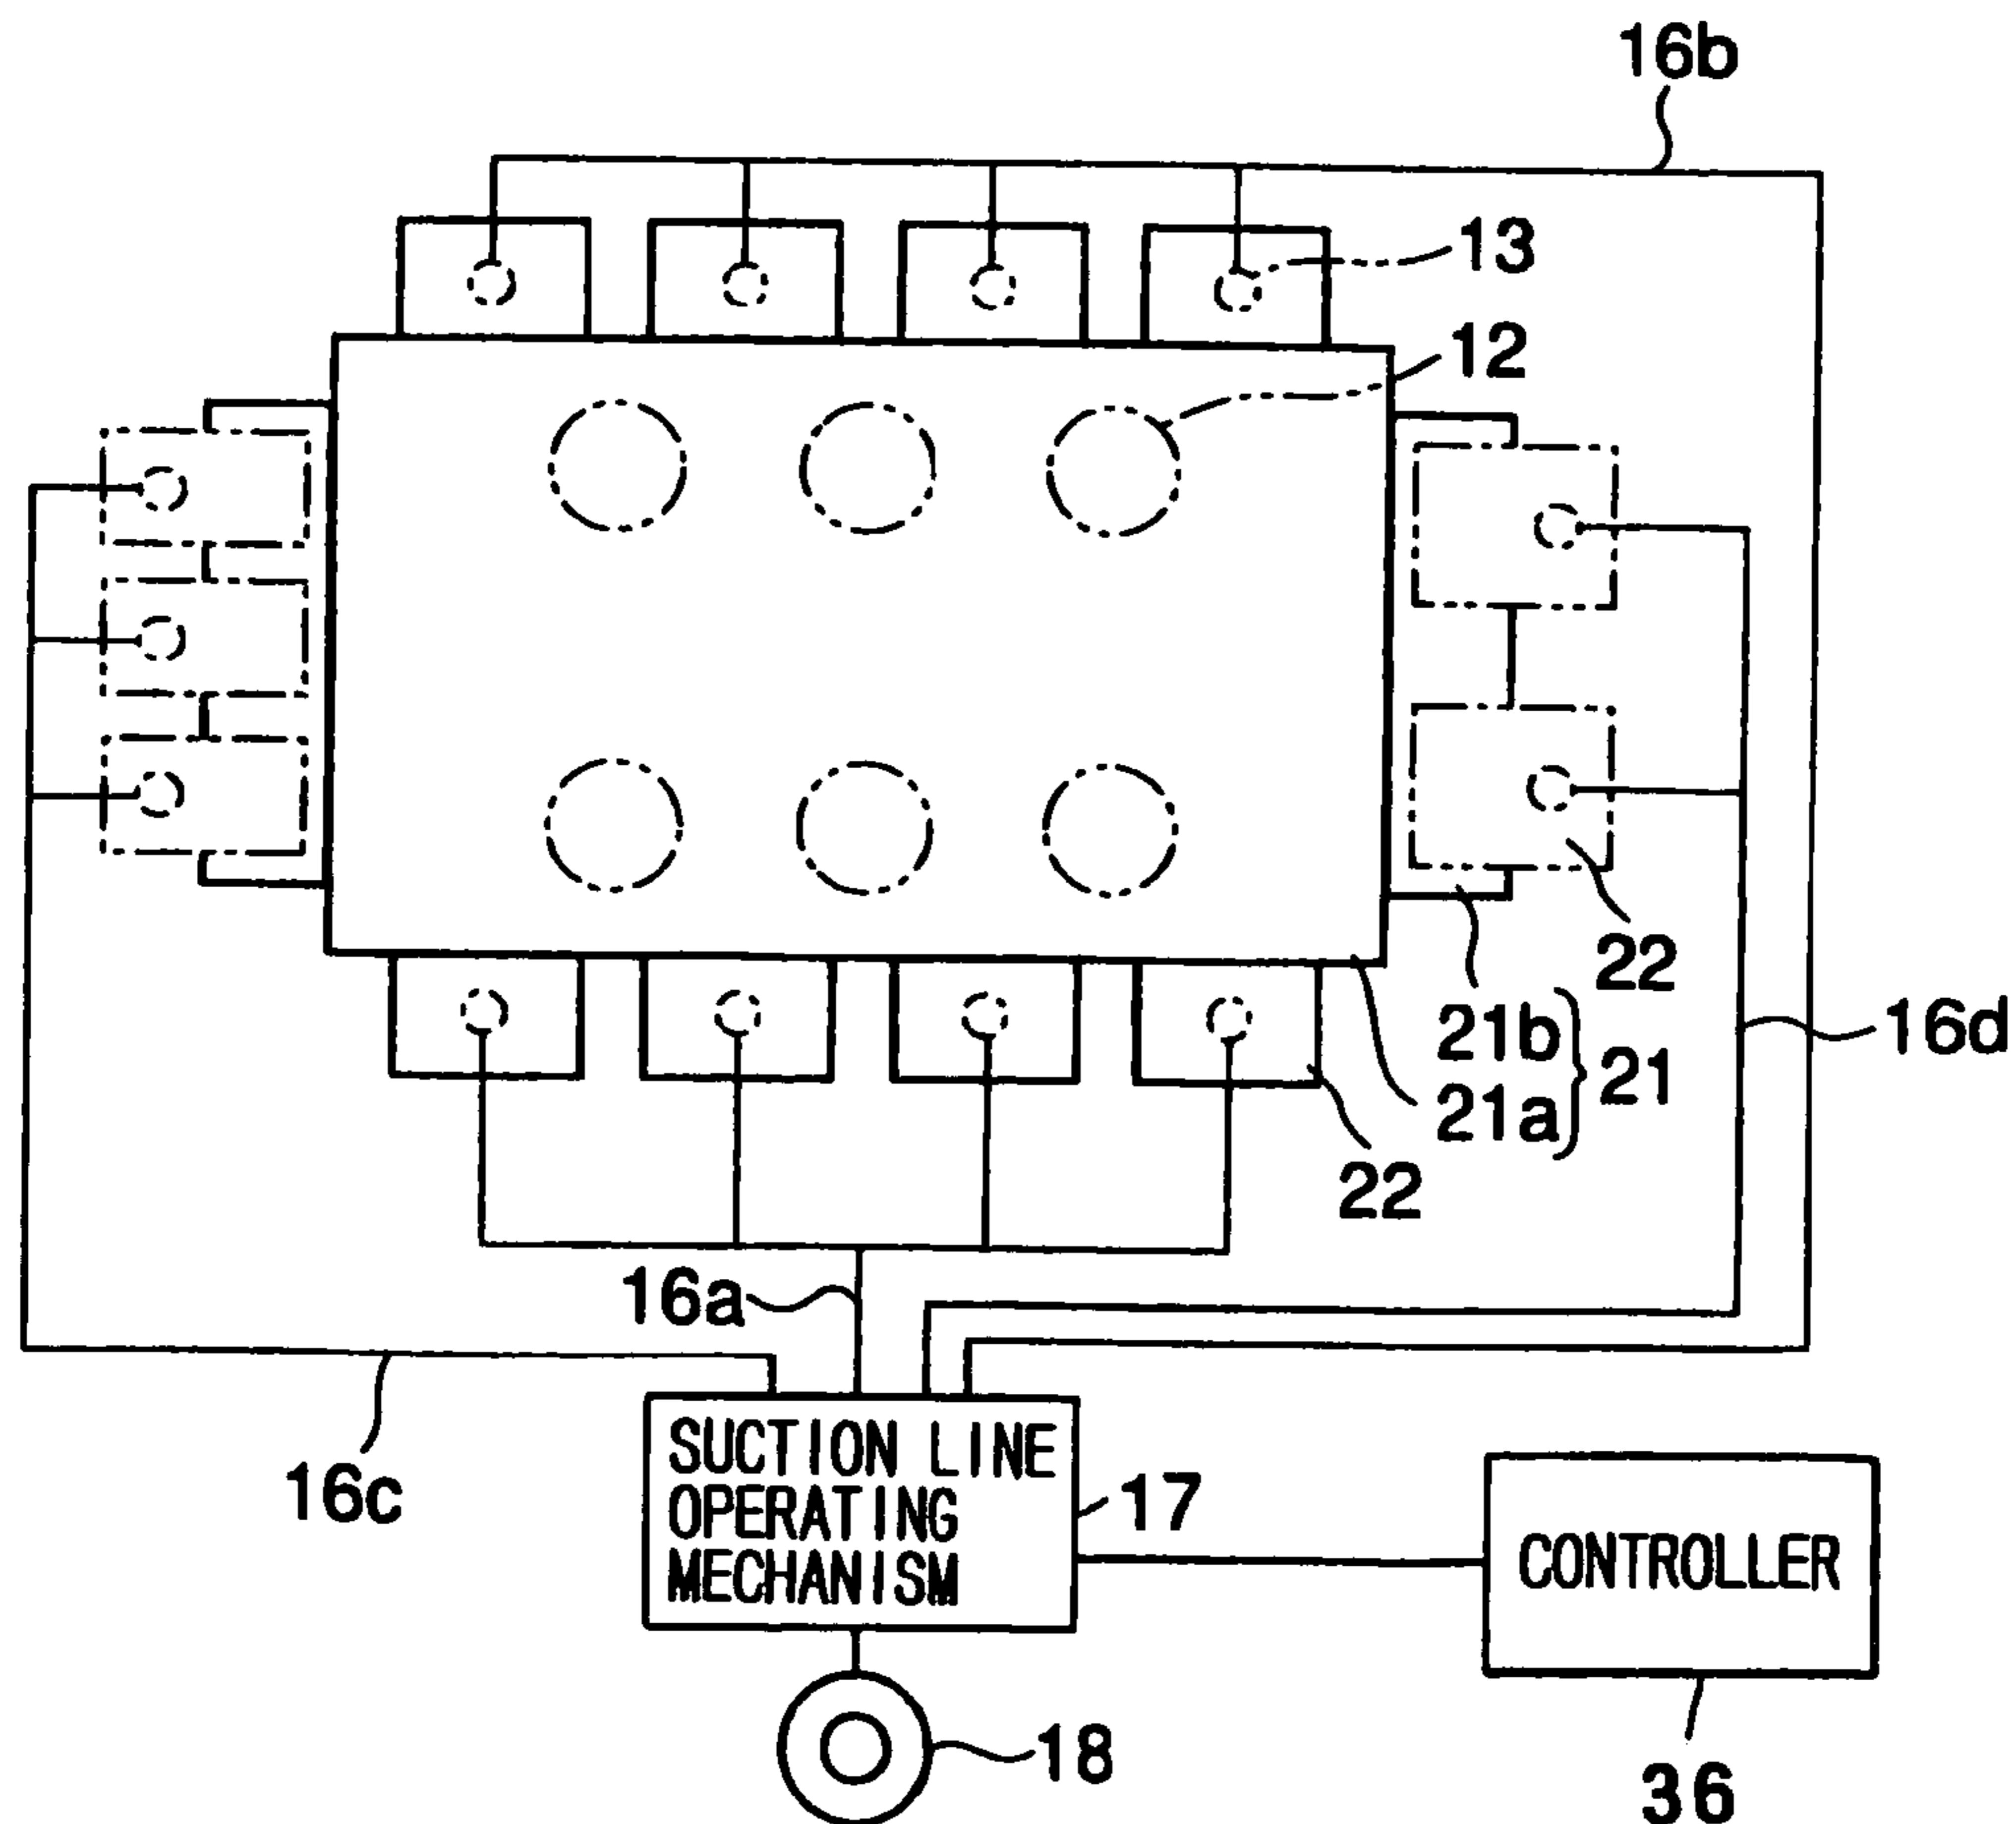 16b
13
12
22
21b
21
21a
16d
22
16a
16c
SUCTION LINE
OPERATING
MECHANISM
17
CONTROLLER
18
36